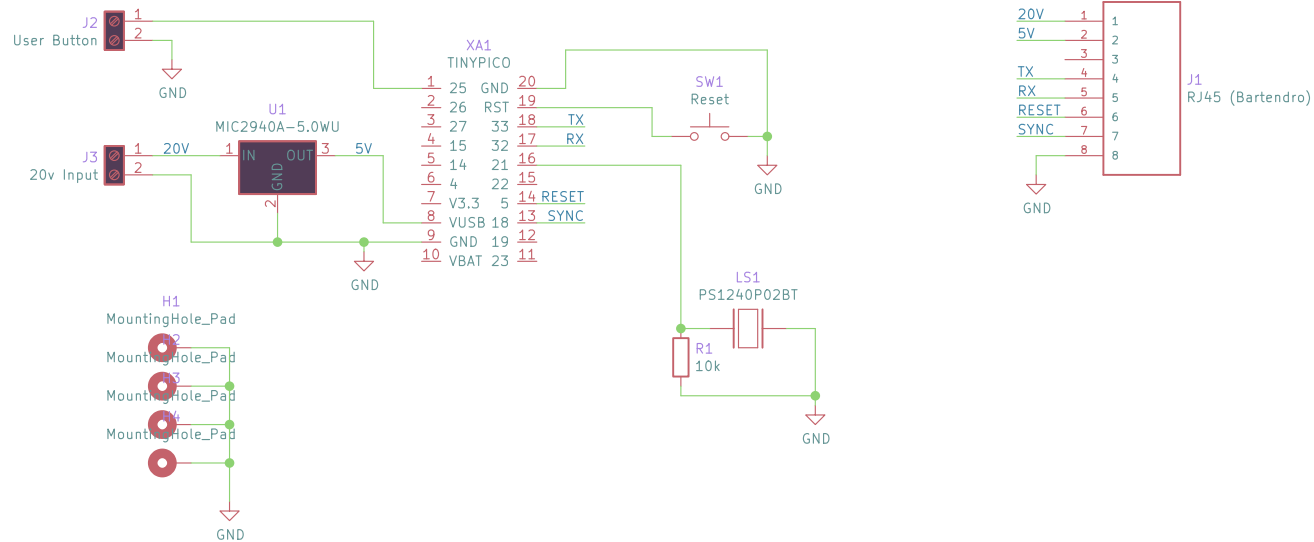 J2
User Button
1
2
GND
J3
20v Input
1
2
20V
U1
MIC2940A-5.0WU
1
IN
OUT
3
GND
2
5V
GND
XA1
TINYPICO
1 25 GND 20
2 26 RST 19
3 27 33 18 TX
4 15 32 17 RX
5 14 21 16
6 4 22 15
7 V3,3 5 14 RESET
8 VUSB 18 13 SYNC
9 GND 19 12
10 VBAT 23 11
SW1
Reset
GND
LS1
PS1240P02BT
R1
10k
GND
20V 1 1
5V 2 2
3 3
TX 4 4
RX 5 5
RESET 6 6
SYNC 7 7
8 8
J1
RJ45 (Bartendro)
GND
H1
MountingHole_Pad
H2
MountingHole_Pad
H3
MountingHole_Pad
H4
MountingHole_Pad
GND